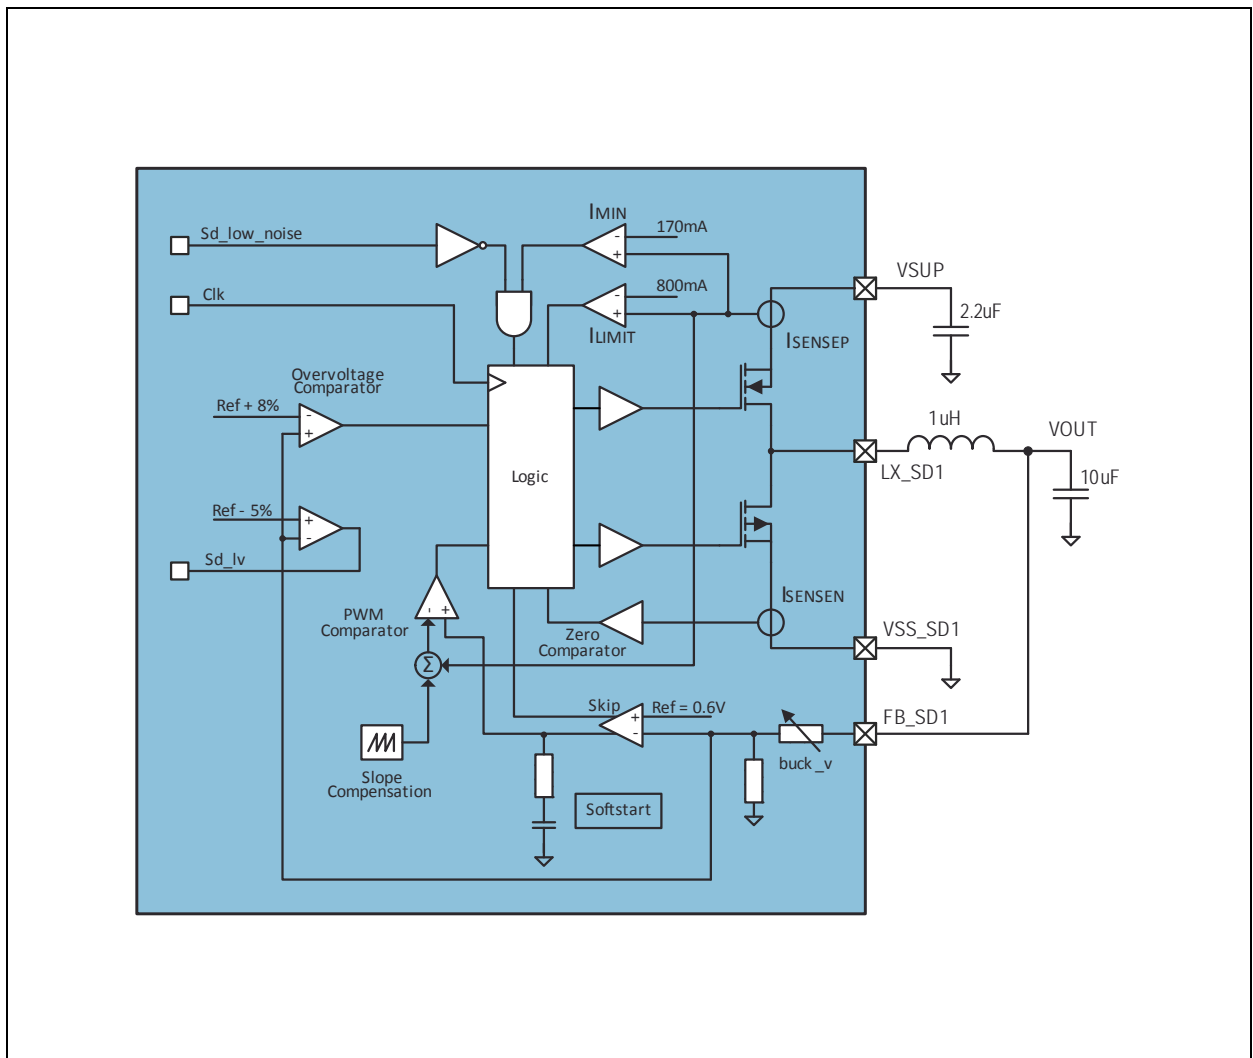 IMIN
170mA
Sd_low_noise
VSUP
Clk
800mA
2.2uF
ILIMIT
ISENSEP
Overvoltage
Comparator
Ref + 8%
-
+
1uH
VOUT
Logic
LX_SD1
10uF
Ref - 5%
+
-
Sd_lv
ISENSEN
PWM
Comparator
- +
Zero
Comparator
VSS_SD1
Σ
Skip
Ref = 0.6V
+
-
FB_SD1
buck_v
Slope
Compensation
Softstart